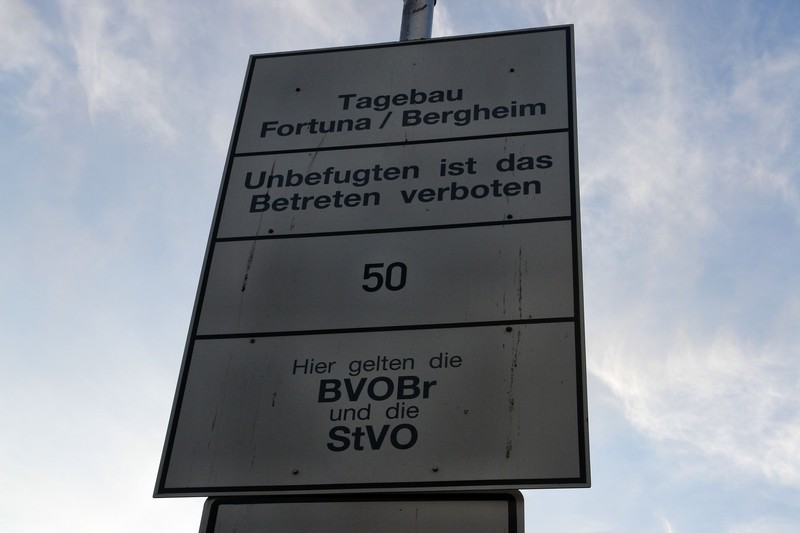 Tagebau
Fortuna / Bergheim
Unbefugten ist das
Betreten verboten
50
Hier gelten die
BVOBr
und die
StVO